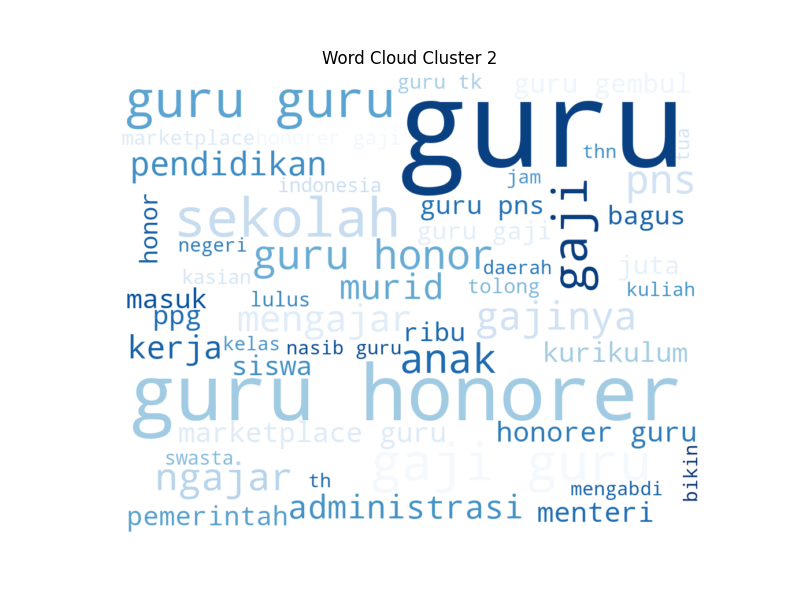 Word Cloud Cluster 2
guru tk
guru gembul
guru guru
guru
marketplace
honorer gaji
tua
thn
pendidikan
jam
pns
indonesia
honor
sekolah
guru pns
gaji
bagus
guru gaji
negeri
guru honor
daerah
juta
kasian
murid
tolong
kuliah
masuk
lulus
ppg
mengajar
gajinya
ribu
kerja
kelas
nasib guru
anak
kurikulum
siswa
guru honorer
marketplace guru
honorer guru
swasta
gaji guru
bikin
ngajar
th
mengabdi
pemerintah
administrasi
menteri